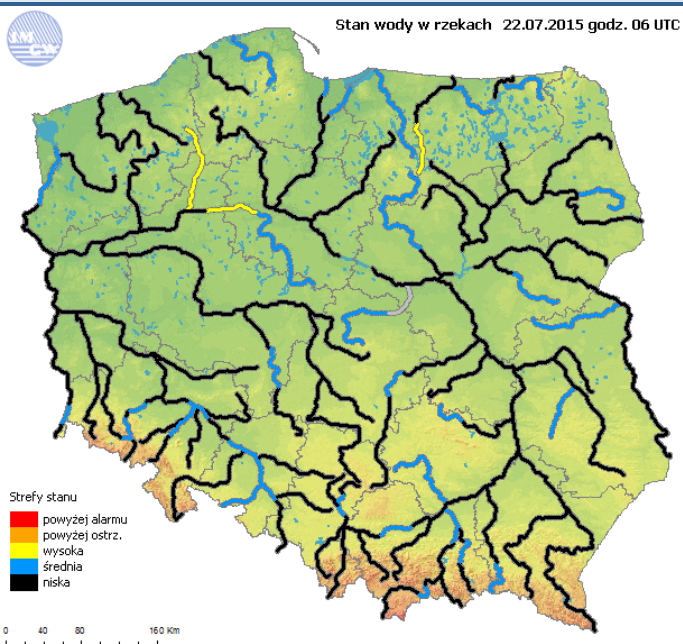 Stan wody w rzekach 22.07.2015 godz. 06 UTC
IMGW
Strefy stanu
powyżej alarmu
powyżej ostrz.
wysoka
średnia
niska
0 40 80 160 Km